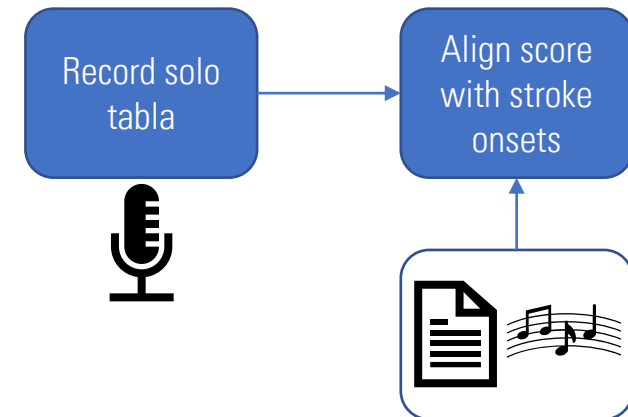 Record solo
tabla
Align score
with stroke
onsets